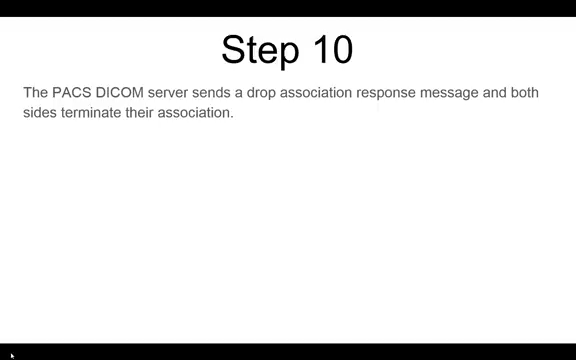 Step 10
The PACS DICOM server sends a drop association response message and both
sides terminate their association.